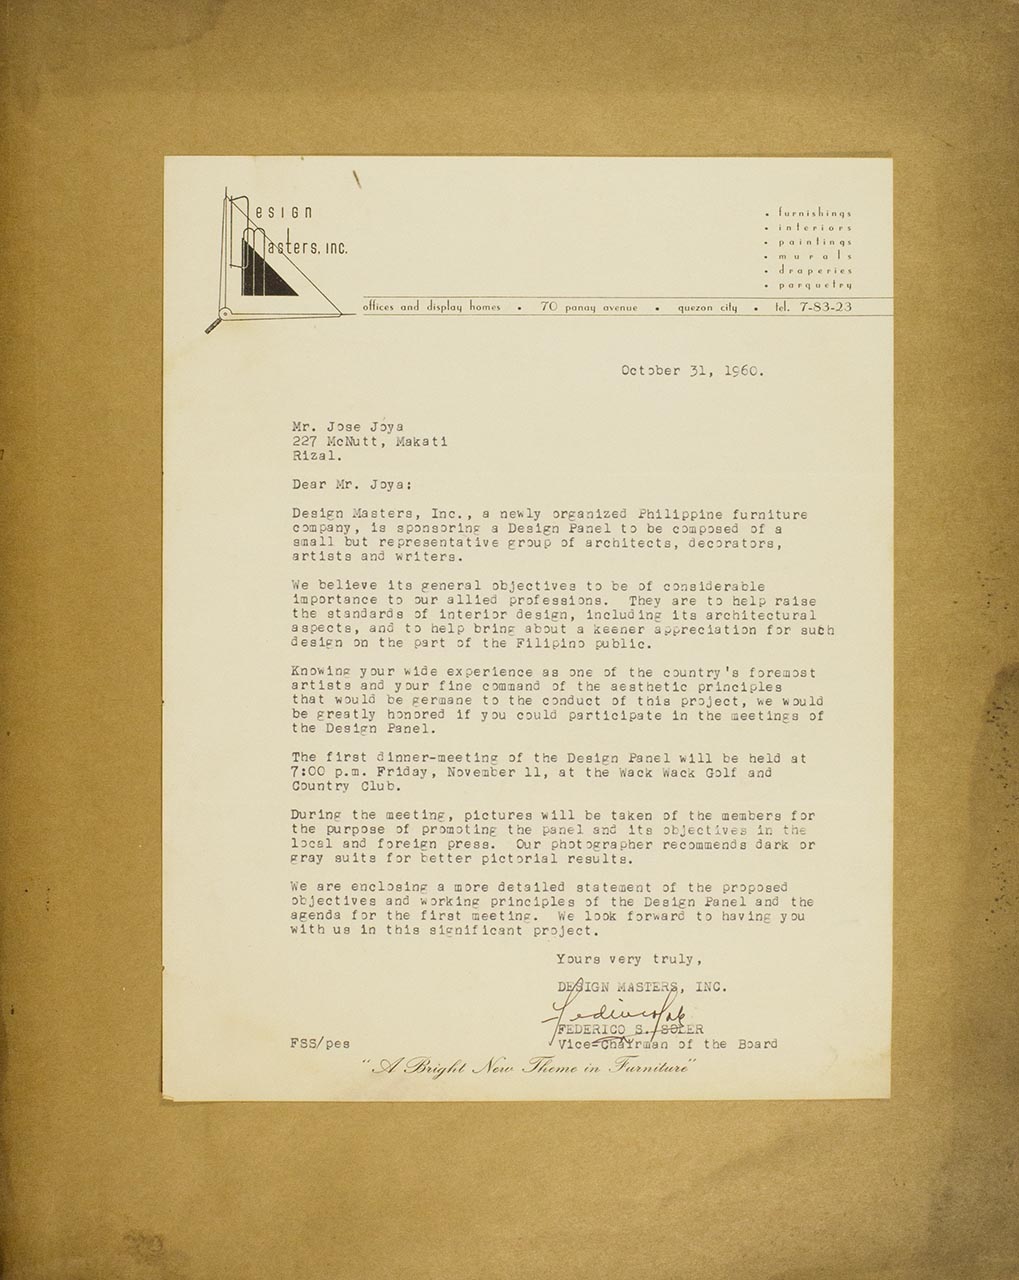 Design
Masters, inc.
• furnishings
• interiors
• paintings
• murals
• draperies
• parquetry
offices and display homes • 70 panay avenue • quezon city • tel. 7-83-23
October 31, 1960.
Mr. Jose Joya
227 McNutt, Makati
Rizal.
Dear Mr. Joya:
Design Masters, Inc., a newly organized Philippine furniture
company, is sponsoring a Design Panel to be composed of a
small but representative group of architects, decorators,
artists and writers.
We believe its general objectives to be of considerable
importance to our allied professions. They are to help raise
the standards of interior design, including its architectural
aspects, and to help bring about a keener appreciation for such
design on the part of the Filipino public.
Knowing your wide experience as one of the country's foremost
artists and your fine command of the aesthetic principles
that would be germane to the conduct of this project, we would
be greatly honored if you could participate in the meetings of
the Design Panel.
The first dinner-meeting of the Design Panel will be held at
7:00 p.m. Friday, November 11, at the Wack Wack Golf and
Country Club.
During the meeting, pictures will be taken of the members for
the purpose of promoting the panel and its objectives in the
local and foreign press. Our photographer recommends dark or
gray suits for better pictorial results.
We are enclosing a more detailed statement of the proposed
objectives and working principles of the Design Panel and the
agenda for the first meeting. We look forward to having you
with us in this significant project.
Yours very truly,
DESIGN MASTERS, INC.
FEDERICO S. SOLER
FSS/pes Vice-Chairman of the Board
"A Bright New Theme in Furniture"